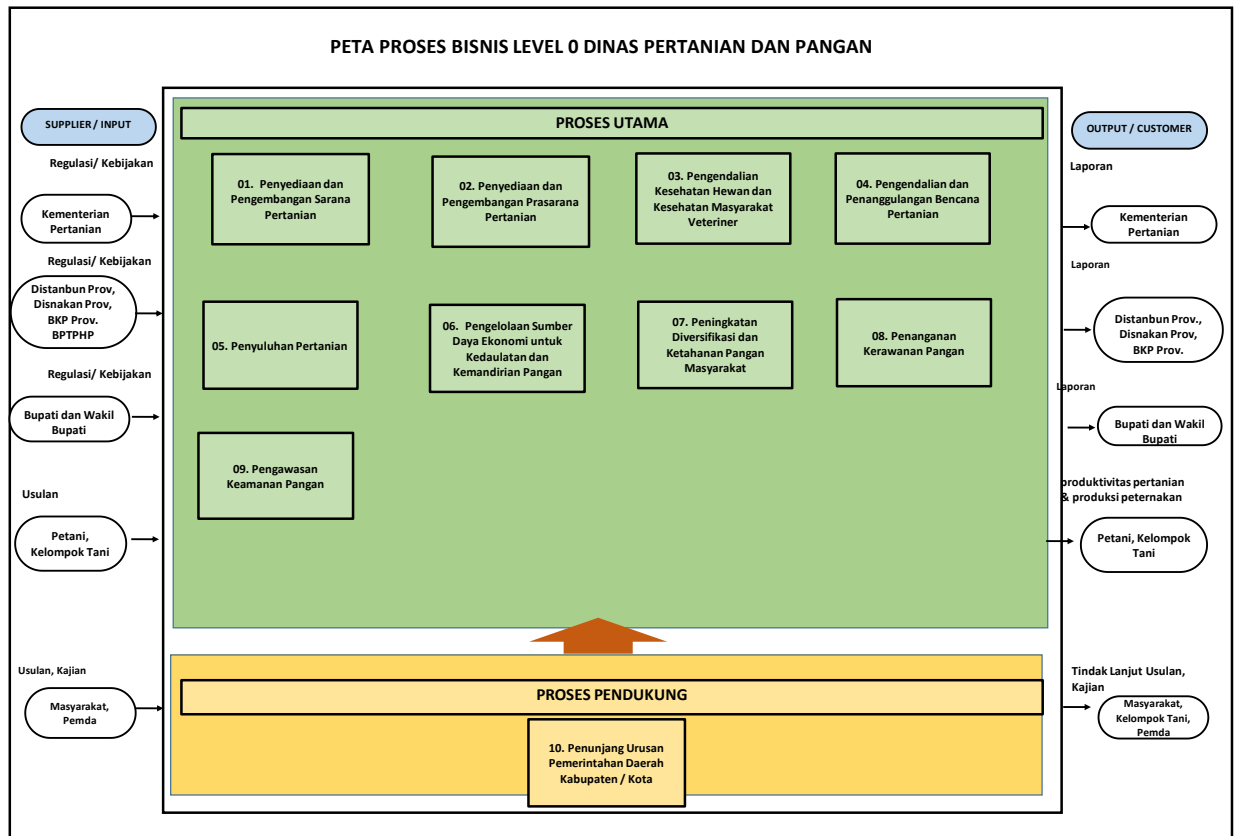 PETA PROSES BISNIS LEVEL 0 DINAS PERTANIAN DAN PANGAN
SUPPLIER / INPUT
Regulasi/ Kebijakan
Kementerian
Pertanian
Regulasi/ Kebijakan
Distanbun Prov,
Disnakan Prov,
BKP Prov.
BPTPHP
Regulasi/ Kebijakan
Bupati dan Wakil
Bupati
Usulan
Petani,
Kelompok Tani
Usulan, Kajian
Masyarakat,
Pemda
PROSES UTAMA
01. Penyediaan dan
Pengembangan Sarana
Pertanian
02. Penyediaan dan
Pengembangan Prasarana
Pertanian
03. Pengendalian
Kesehatan Hewan dan
Kesehatan Masyarakat
Veteriner
04. Pengendalian dan
Penanggulangan Bencana
Pertanian
05. Penyuluhan Pertanian
06. Pengelolaan Sumber
Daya Ekonomi untuk
Kedaulatan dan
Kemandirian Pangan
07. Peningkatan
Diversifikasi dan
Ketahanan Pangan
Masyarakat
08. Penanganan
Kerawanan Pangan
09. Pengawasan
Keamanan Pangan
PROSES PENDUKUNG
10. Penunjang Urusan
Pemerintahan Daerah
Kabupaten / Kota
OUTPUT / CUSTOMER
Laporan
Kementerian
Pertanian
Laporan
Distanbun Prov.,
Disnakan Prov,
BKP Prov.
Laporan
Bupati dan Wakil
Bupati
produktivitas pertanian
& produksi peternakan
Petani, Kelompok
Tani
Tindak Lanjut Usulan,
Kajian
Masyarakat,
Kelompok Tani,
Pemda